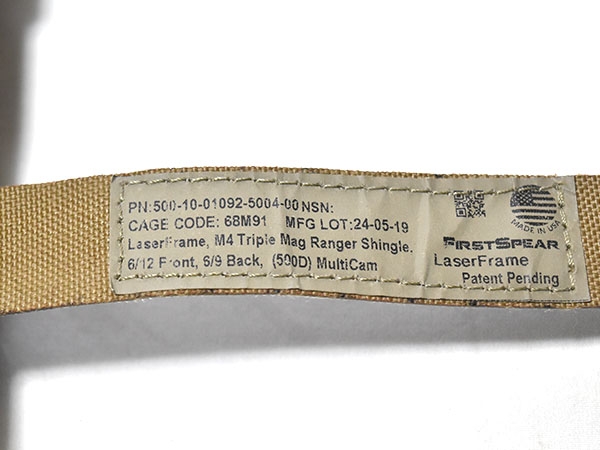 PN:500-10-01092-5004-00 NSN:
CAGE CODE: 68M91 MFG LOT:24-05-19
LaserFrame, M4 Triple Mag Ranger Shingle.
6/12 Front, 6/9 Back, (500D) MultiCam
MADE IN USA
FIRSTSPEAR
LaserFrame
Patent Pending